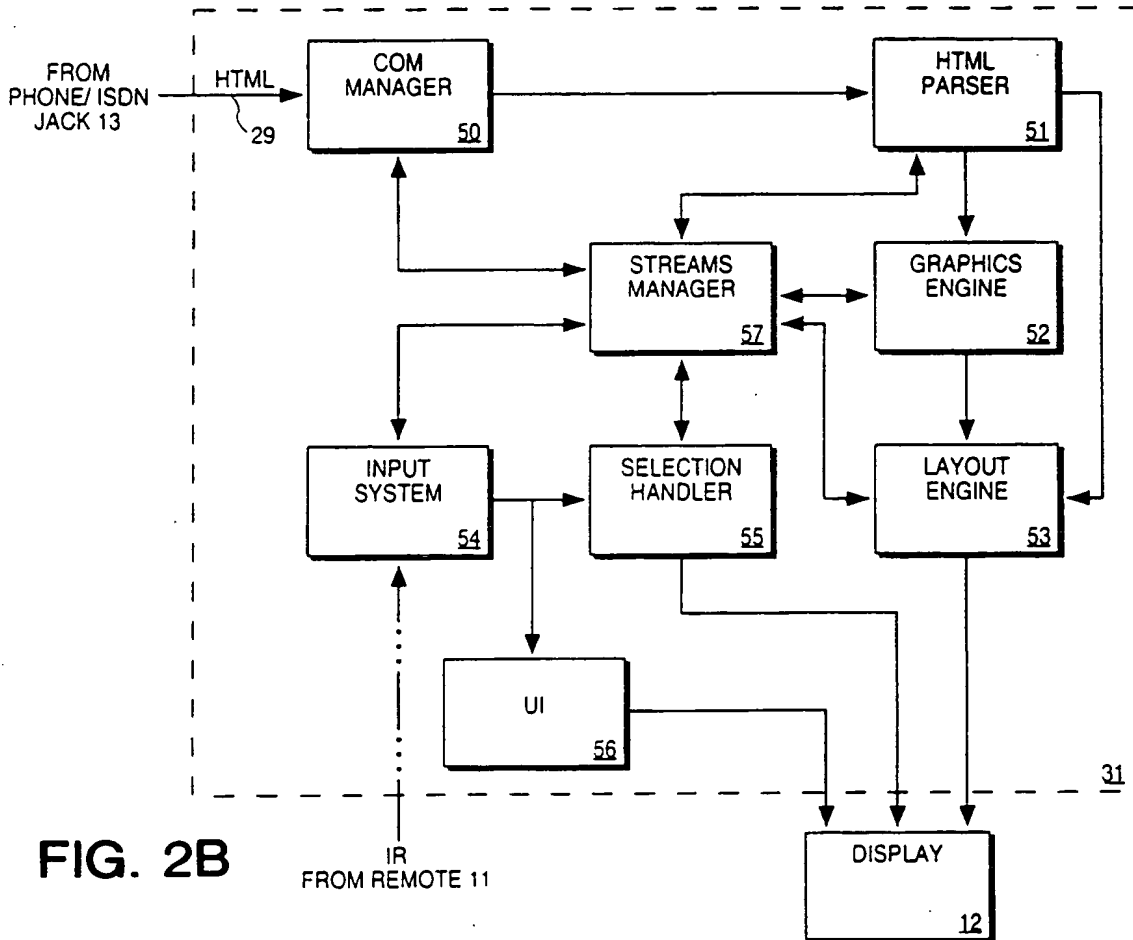 FROM
PHONE/ ISDN
JACK 13
HTML
29
COM
MANAGER
50
HTML
PARSER
51
STREAMS
MANAGER
57
GRAPHICS
ENGINE
52
INPUT
SYSTEM
54
SELECTION
HANDLER
55
LAYOUT
ENGINE
53
UI
56
31
FIG. 2B
IR
FROM REMOTE 11
DISPLAY
12